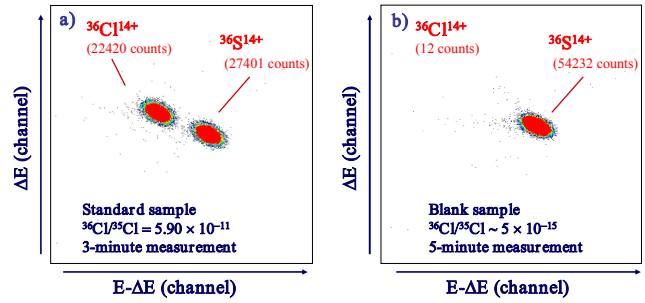 a)
³⁶Cl¹⁴⁺
(22420 counts)
³⁶S¹⁴⁺
(27401 counts)
Standard sample
³⁶Cl/³⁵Cl = 5.90 × 10⁻¹¹
3-minute measurement
ΔE (channel)
E-ΔE (channel)
b)
³⁶Cl¹⁴⁺
(12 counts)
³⁶S¹⁴⁺
(54232 counts)
Blank sample
³⁶Cl/³⁵Cl ~ 5 × 10⁻¹⁵
5-minute measurement
ΔE (channel)
E-ΔE (channel)